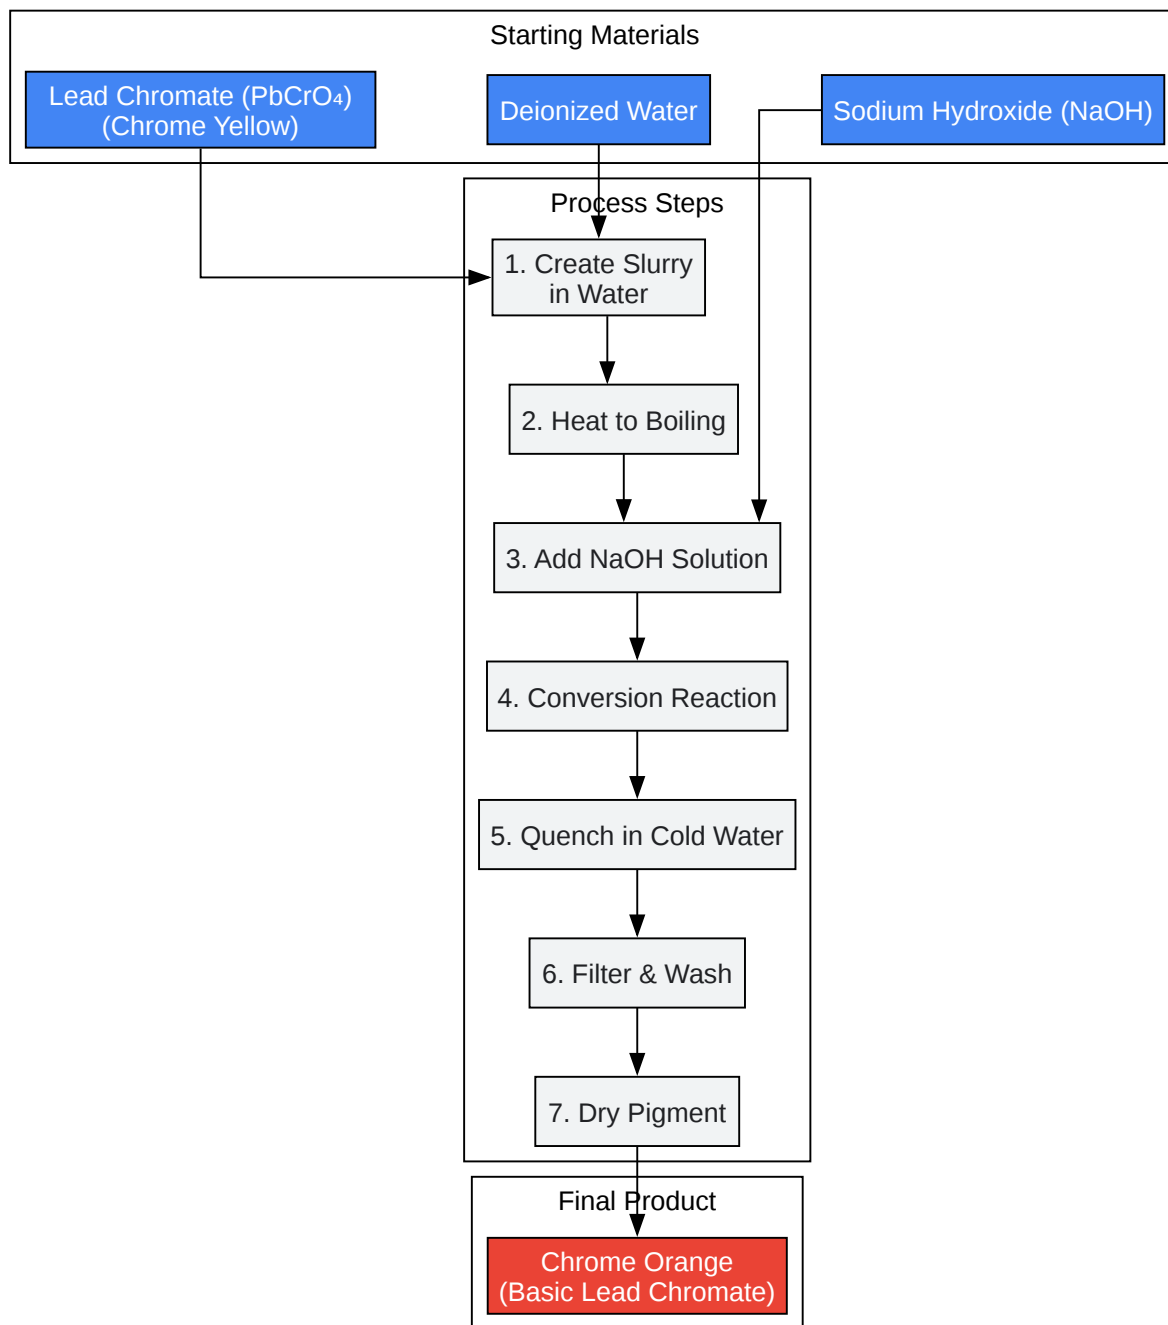 Starting Materials
Lead Chromate (PbCrO₄)
(Chrome Yellow)
Deionized Water
Sodium Hydroxide (NaOH)
Process Steps
1. Create Slurry
in Water
2. Heat to Boiling
3. Add NaOH Solution
4. Conversion Reaction
5. Quench in Cold Water
6. Filter & Wash
7. Dry Pigment
Final Product
Chrome Orange
(Basic Lead Chromate)